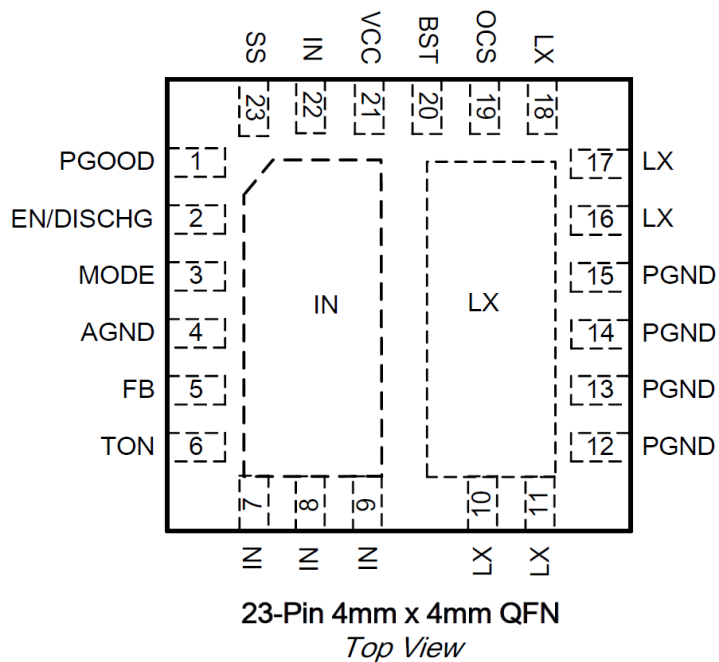 SS IN VCC BST OCS LX
23 22 21 20 19 18
PGOOD 1 17 LX
EN/DISCHG 2 16 LX
MODE 3 15 PGND
IN LX
AGND 4 14 PGND
FB 5 13 PGND
TON 6 12 PGND
7 8 9 10 11
IN IN IN LX LX
23-Pin 4mm x 4mm QFN
Top View